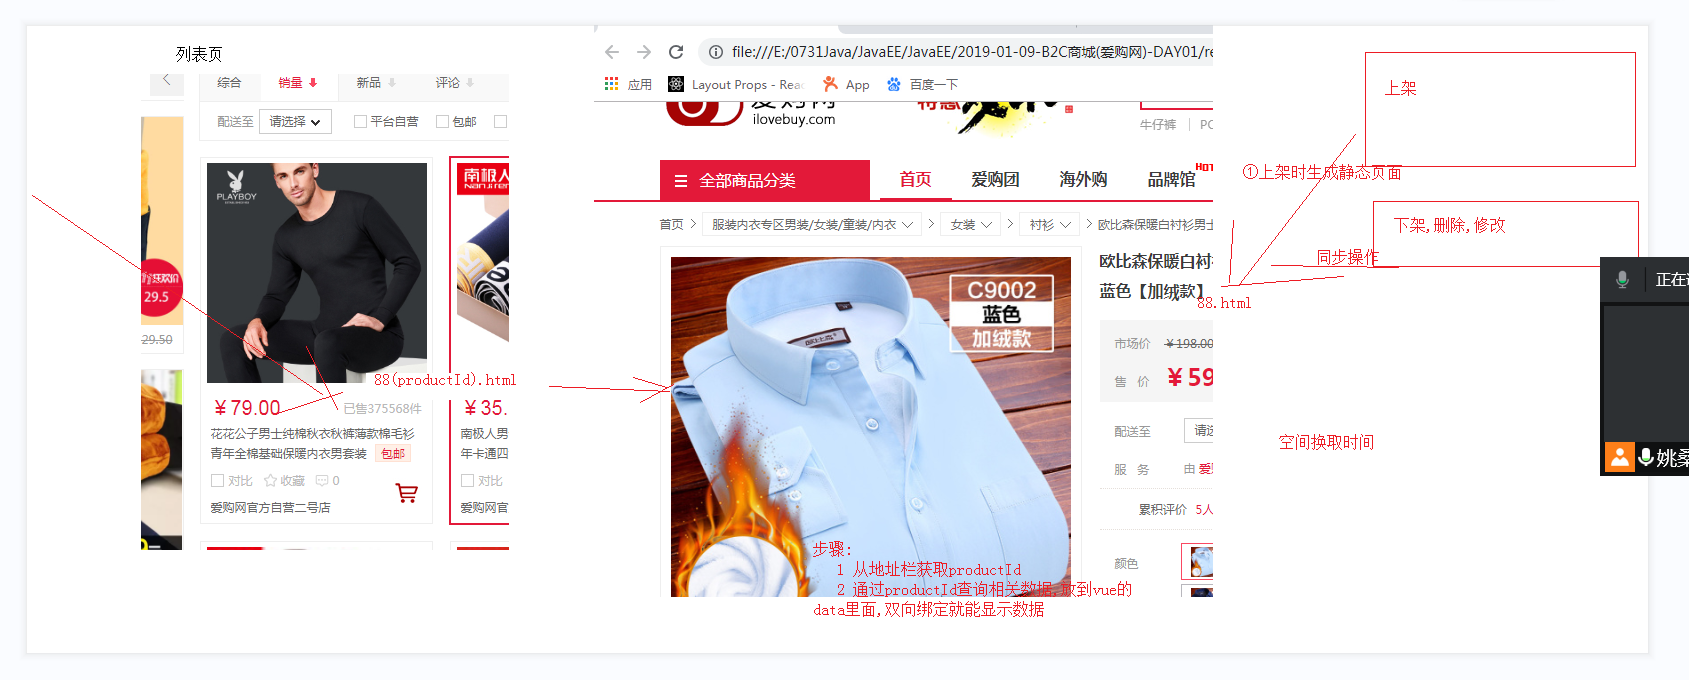 列表页
综合 销量 新品 评论
配送至 请选择 平台自营 包邮
PLAYBOY
29.5
29.50
￥79.00 已售375568件
花花公子男士纯棉秋衣秋裤薄款棉毛衫
青年全棉基础保暖内衣男套装 包邮
对比 收藏 0
爱购网官方自营二号店
南极人
￥35.
南极人男
年卡通四
对比
爱购网官
88(productId).html
file:///E:/0731Java/JavaEE/JavaEE/2019-01-09-B2C商城(爱购网)-DAY01/re
应用 Layout Props - Reac App 百度一下
爱购网
ilovebuy.com
特惠
牛仔裤 PO
全部商品分类 首页 爱购团 海外购 品牌馆 HOT
首页 服装内衣专区男装/女装/童装/内衣 女装 衬衫 欧比森保暖白衬衫男士
C9002
蓝色
加绒款
欧比森保暖白衬衫
蓝色【加绒款】
市场价 ￥198.00
售 价 ￥59
配送至 请选
服 务 由 爱
累积评价 5人
颜色
步骤:
1 从地址栏获取productId
2 通过productId查询相关数据,放到vue的
data里面,双向绑定就能显示数据
上架
①上架时生成静态页面
下架,删除,修改
同步操作
88.html
空间换取时间
正在
姚桑